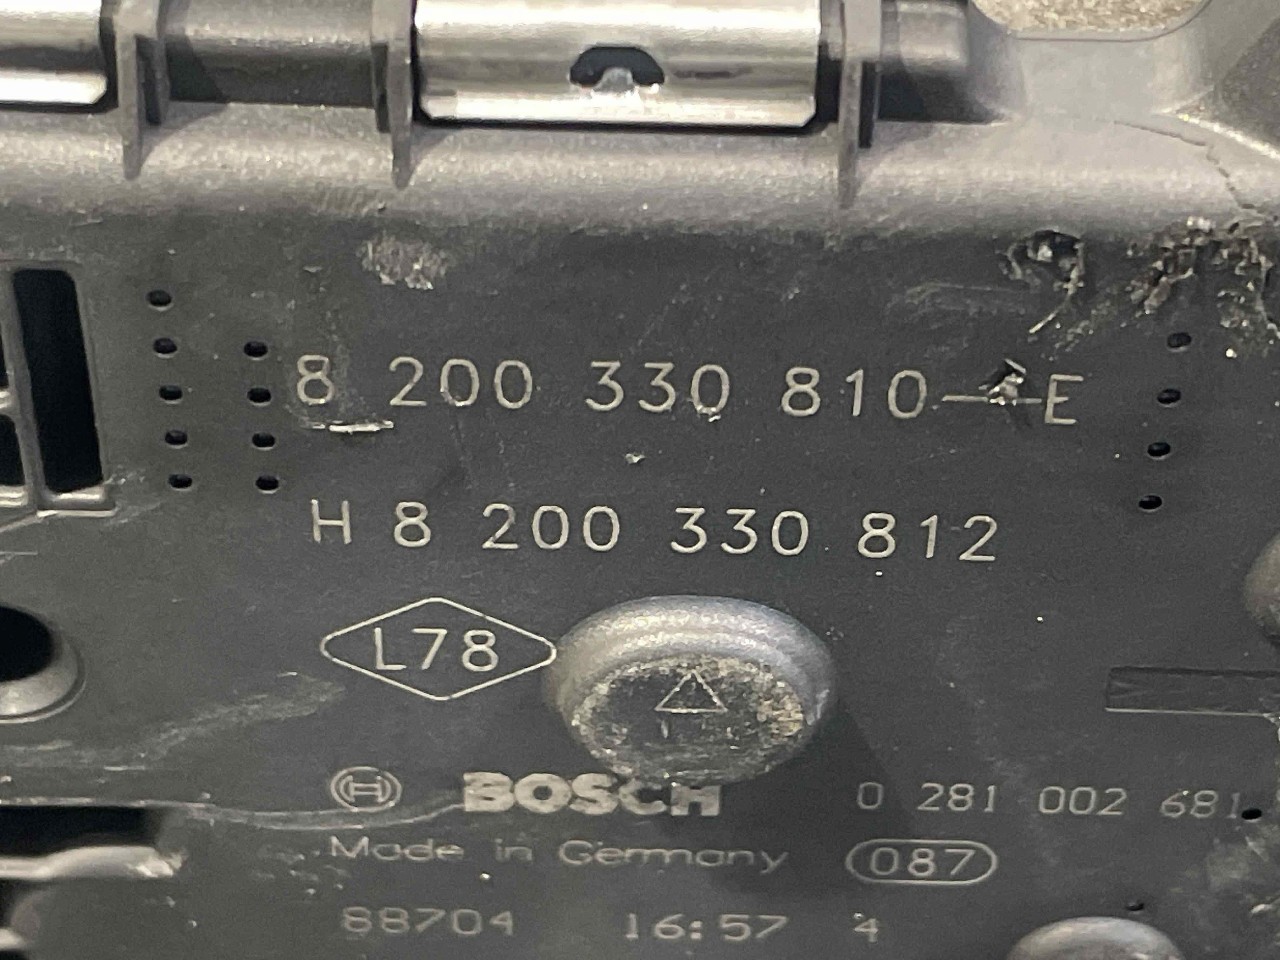 8 200 330 810--E
H 8 200 330 812
L78
BOSCH 0 281 002 681
Made in Germany 087
88704 16:57 4